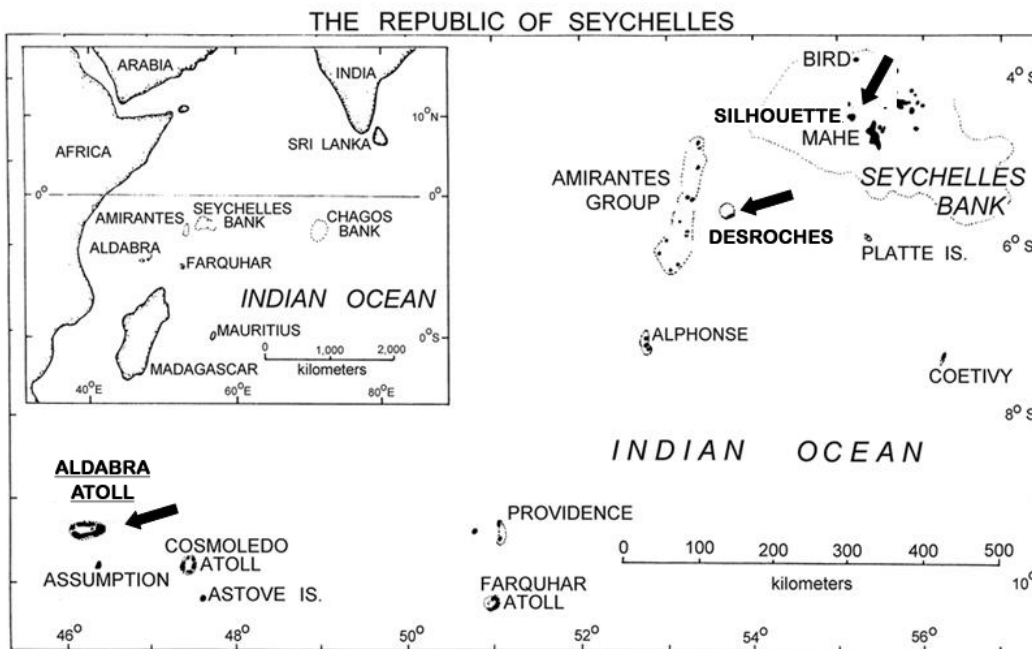 THE REPUBLIC OF SEYCHELLES
ARABIA
INDIA
10°N
SRI LANKA
AFRICA
0°
0°
AMIRANTES
SEYCHELLES
BANK
CHAGOS
BANK
ALDABRA
FARQUHAR
INDIAN OCEAN
MAURITIUS
0°S
0 1,000 2,000
kilometers
MADAGASCAR
40°E 60°E 80°E
BIRD
4° S
SILHOUETTE
MAHE
AMIRANTES
GROUP
SEYCHELLES
BANK
DESROCHES
PLATTE IS.
6° S
ALPHONSE
COETIVY
8° S
INDIAN OCEAN
ALDABRA
ATOLL
PROVIDENCE
COSMOLEDO
ATOLL
ASSUMPTION
ASTOVE IS.
FARQUHAR
ATOLL
0 100 200 300 400 500
kilometers
10°
46° 48° 50° 52° 54° 56°